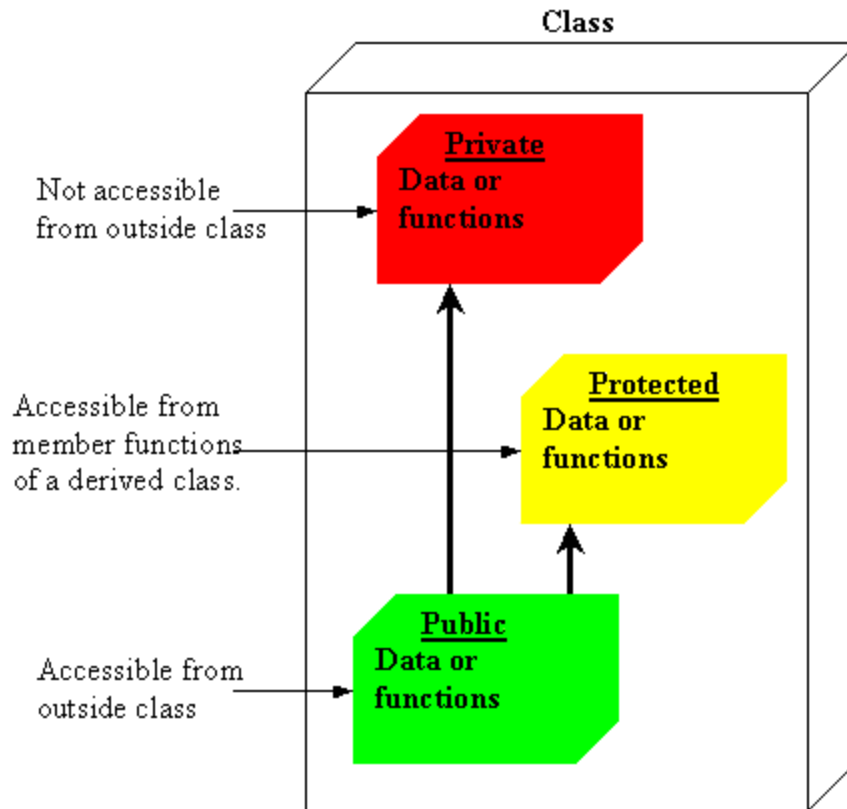 Class
Private
Data or
functions
Not accessible
from outside class
Protected
Data or
functions
Accessible from
member functions
of a derived class.
Public
Data or
functions
Accessible from
outside class